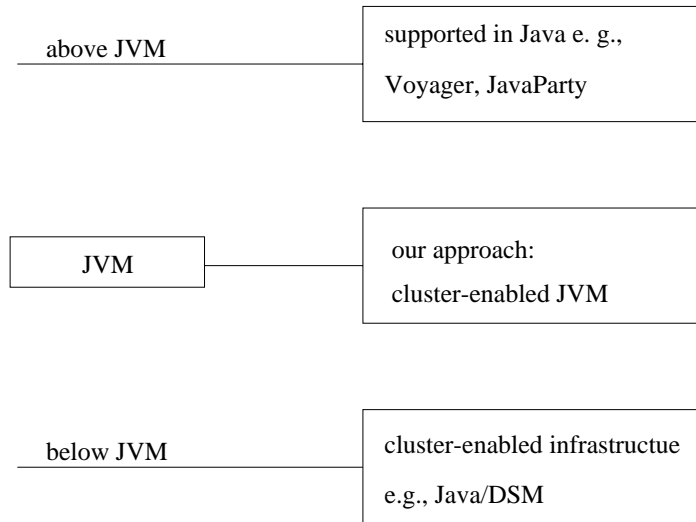 above JVM
supported in Java e. g.,
Voyager, JavaParty
JVM
our approach:
cluster-enabled JVM
below JVM
cluster-enabled infrastructue
e.g., Java/DSM